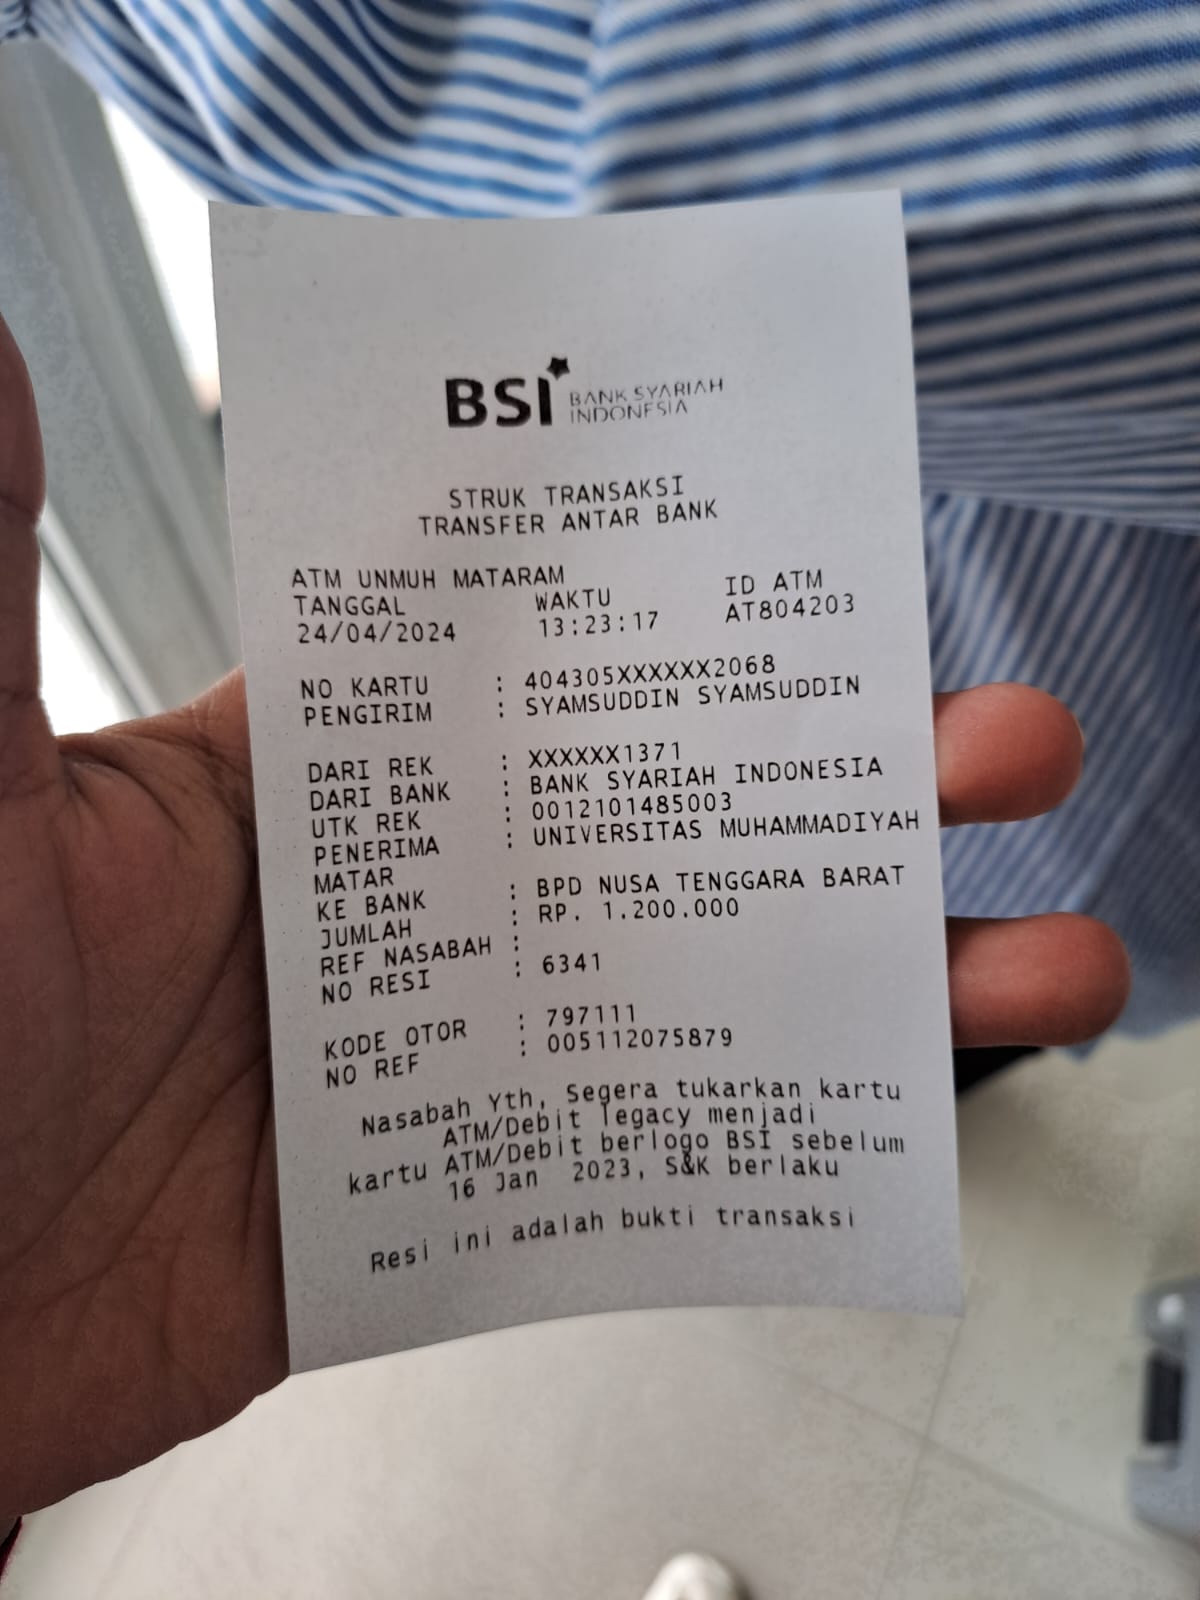 BSI BANK SYARIAH
INDONESIA
STRUK TRANSAKSI
TRANSFER ANTAR BANK
ATM UNMUH MATARAM
TANGGAL WAKTU ID ATM
24/04/2024 13:23:17 AT804203
NO KARTU : 404305XXXXXX2068
PENGIRIM : SYAMSUDDIN SYAMSUDDIN
DARI REK : XXXXXX1371
DARI BANK : BANK SYARIAH INDONESIA
UTK REK : 0012101485003
PENERIMA : UNIVERSITAS MUHAMMADIYAH
MATAR
KE BANK : BPD NUSA TENGGARA BARAT
JUMLAH : RP. 1.200.000
REF NASABAH :
NO RESI : 6341
KODE OTOR : 797111
NO REF : 005112075879
Nasabah Yth, Segera tukarkan kartu
ATM/Debit legacy menjadi
kartu ATM/Debit berlogo BSI sebelum
16 Jan 2023, S&K berlaku
Resi ini adalah bukti transaksi